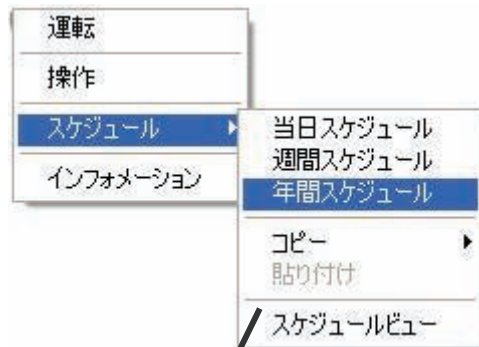 運転
操作
スケジュール
インフォメーション
当日スケジュール
週間スケジュール
年間スケジュール
コピー
貼り付け
スケジュールビュー